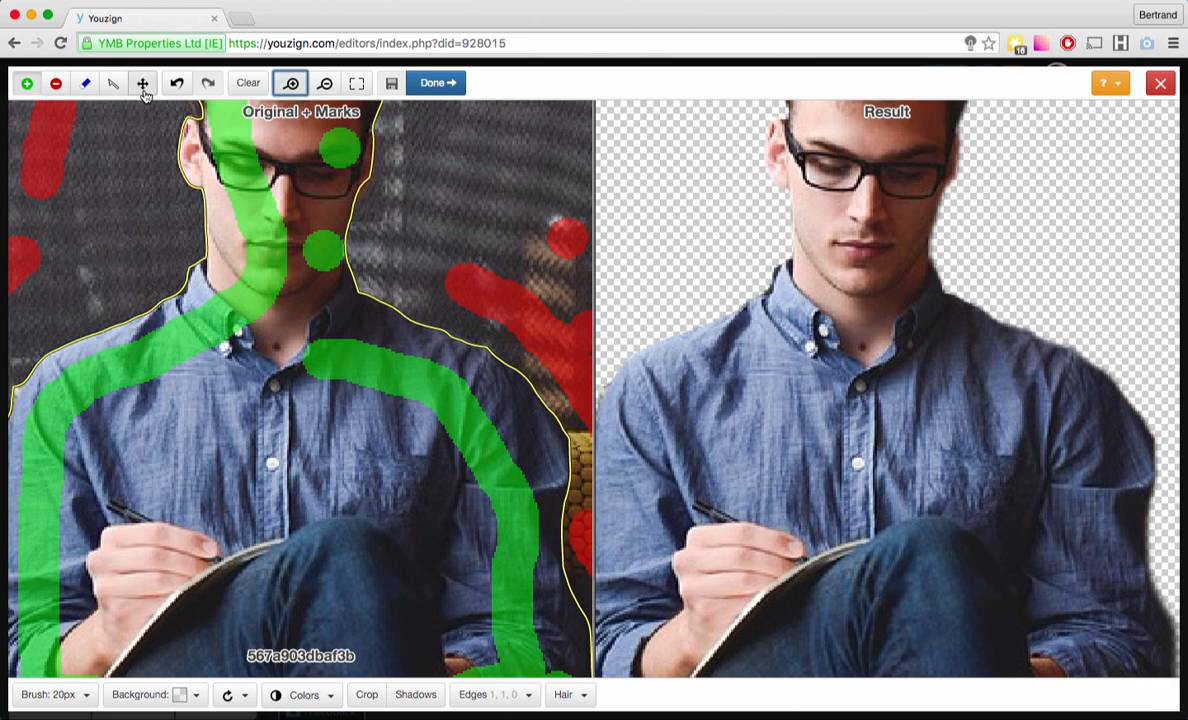 Youzign
Bertrand
YMB Properties Ltd [IE]
https://youzign.com/editors/index.php?did=928015
16
Clear
Done
?
Original + Marks
Result
567a903dbaf3b
Brush: 20px
Background:
Colors
Crop
Shadows
Edges 1, 1, 0
Hair